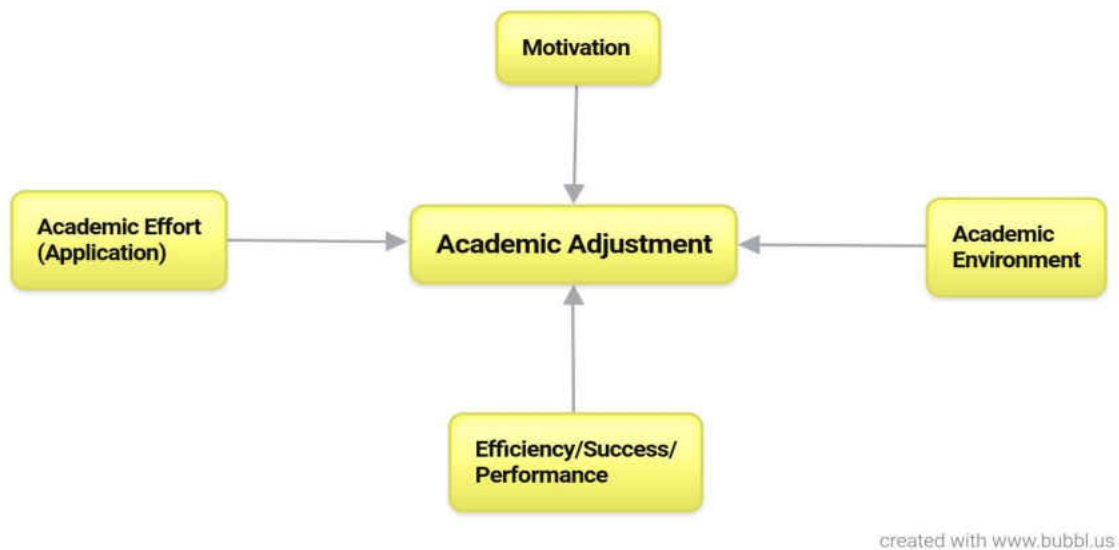 Motivation
Academic Effort
(Application)
Academic Adjustment
Academic
Environment
Efficiency/Success/
Performance
created with www.bubbl.us